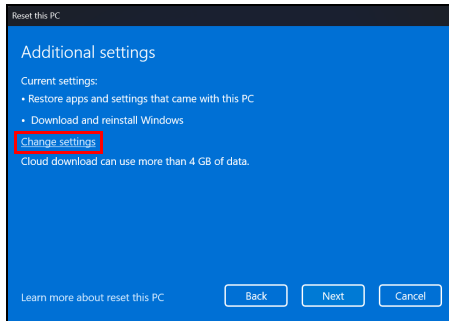 Reset this PC
Additional settings
Current settings:
• Restore apps and settings that came with this PC
• Download and reinstall Windows
Change settings
Cloud download can use more than 4 GB of data.
Learn more about reset this PC
Back
Next
Cancel